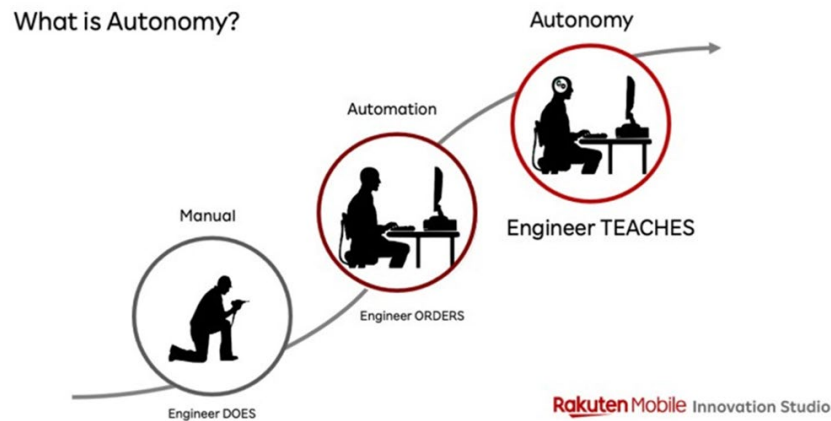 What is Autonomy?
Autonomy
Automation
Manual
Engineer TEACHES
Engineer ORDERS
Engineer DOES
Rakuten Mobile Innovation Studio